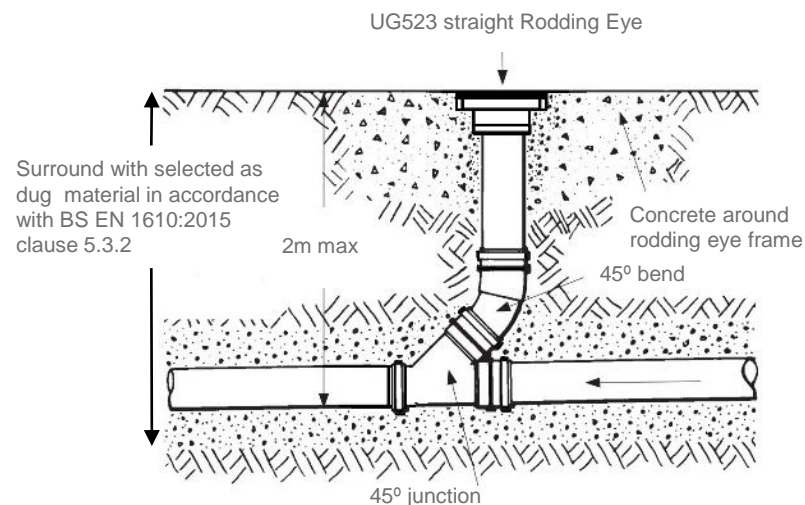 UG523 straight Rodding Eye
Surround with selected as
dug material in accordance
with BS EN 1610:2015
clause 5.3.2
2m max
Concrete around
rodding eye frame
45º bend
45º junction